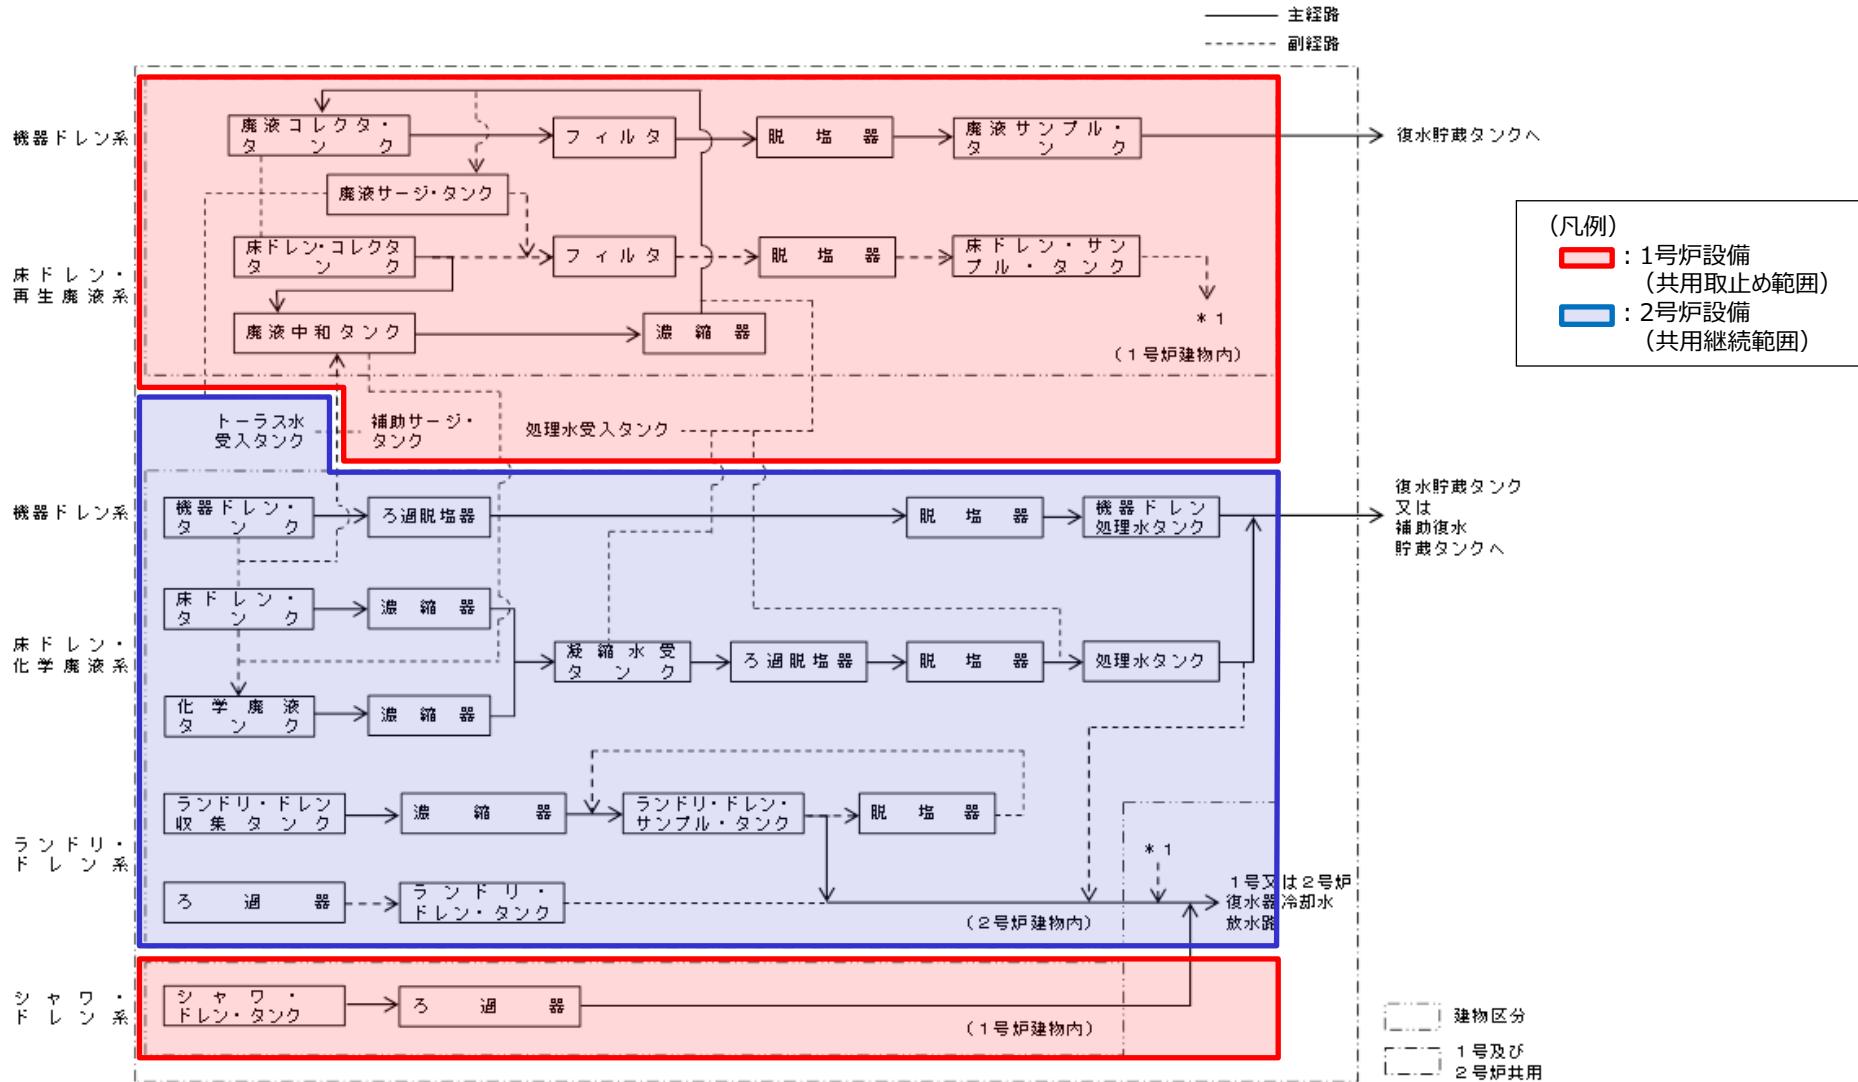 主経路
副経路
機器ドレン系
廃液コレクタ・
タンク
フィルタ
脱塩器
廃液サンプル・
タンク
復水貯蔵タンクへ
廃液サージ・タンク
床ドレン・
再生廃液系
床ドレン・コレクタ
タンク
フィルタ
脱塩器
床ドレン・サン
プル・タンク
*1
廃液中和タンク
濃縮器
(1号炉建物内)
(凡例)
:1号炉設備
(共用取止め範囲)
:2号炉設備
(共用継続範囲)
トーラス水
受入タンク
補助サージ・
タンク
処理水受入タンク
機器ドレン系
機器ドレン・
タンク
ろ過脱塩器
脱塩器
機器ドレン
処理水タンク
復水貯蔵タンク
又は
補助復水
貯蔵タンクへ
床ドレン・
化学廃液系
床ドレン・
タンク
濃縮器
凝縮水受
タンク
ろ過脱塩器
脱塩器
処理水タンク
化学廃液
タンク
濃縮器
ランドリ・
ドレン系
ランドリ・ドレン
収集タンク
濃縮器
ランドリ・ドレン・
サンプル・タンク
脱塩器
*1
ろ過器
ランドリ・
ドレン・タンク
(2号炉建物内)
1号又は2号炉
復水器冷却水
放水路
シャワ・
ドレン系
シャワ・
ドレン・タンク
ろ過器
(1号炉建物内)
建物区分
1号及び
2号炉共用